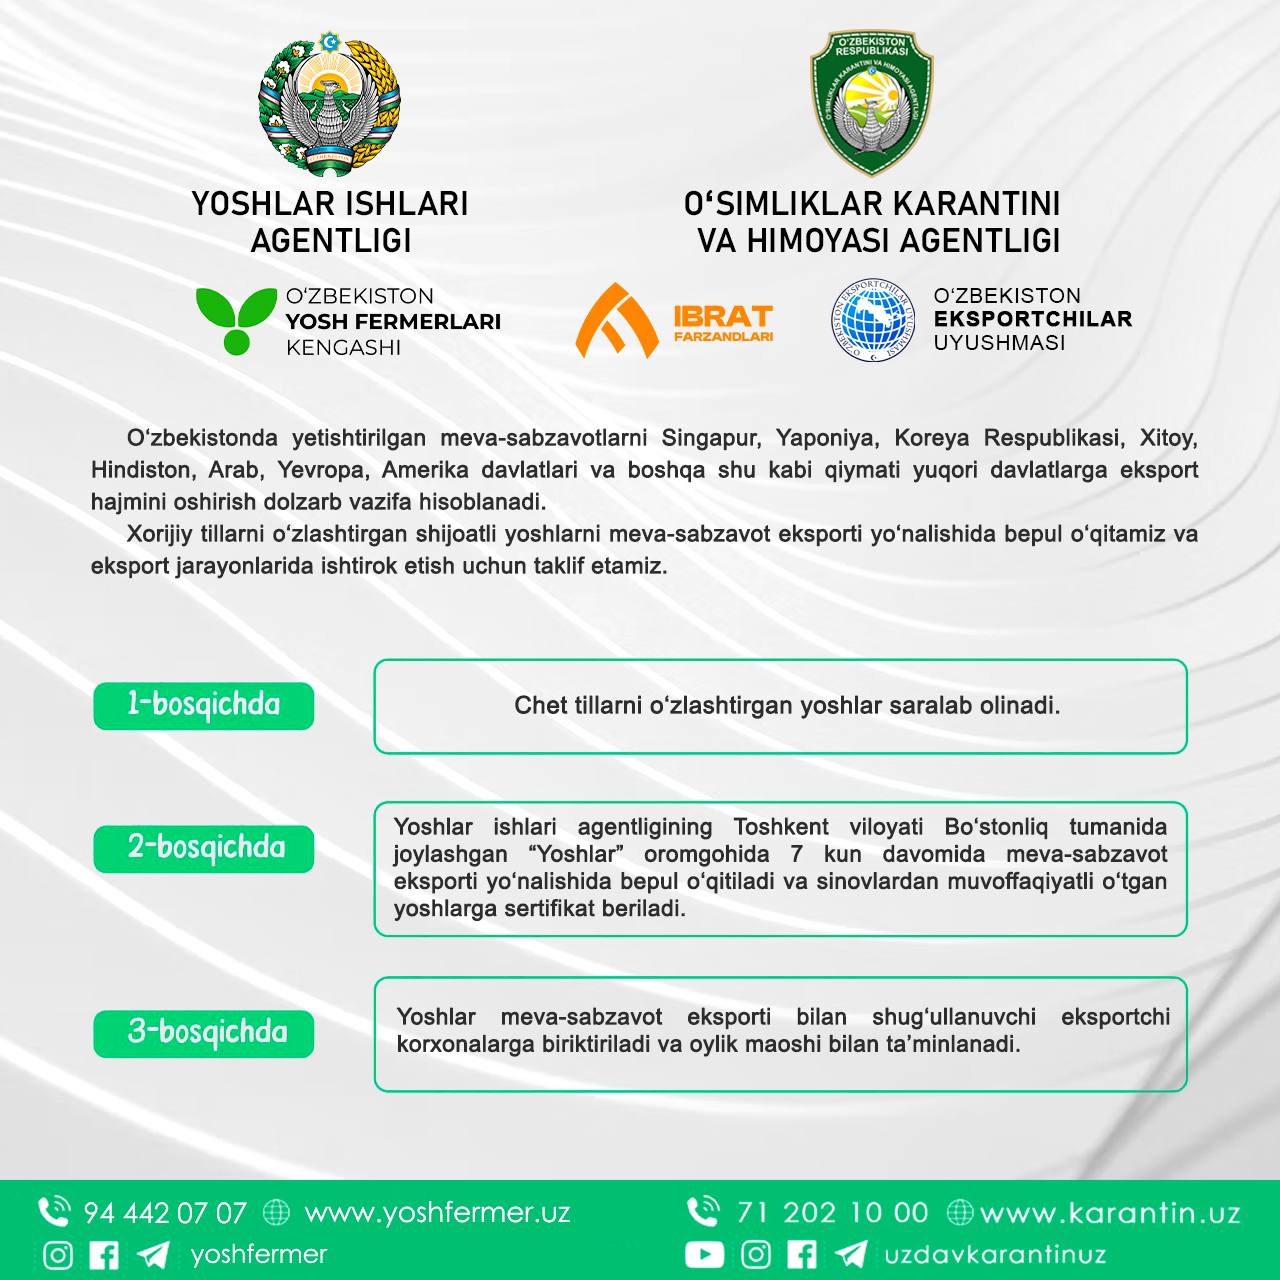 O‘ZBEKISTON
RESPUBLIKASI
O‘SIMLIKLAR KARANTINI VA HIMOYASI AGENTLIGI
O‘ZBEKISTON
YOSHLAR ISHLARI
AGENTLIGI
O‘SIMLIKLAR KARANTINI
VA HIMOYASI AGENTLIGI
O‘ZBEKISTON
YOSH FERMERLARI
KENGASHI
IBRAT
FARZANDLARI
O‘ZBEKISTON EKSPORTCHILAR UYUSHMASI
O‘ZBEKISTON
EKSPORTCHILAR
UYUSHMASI
O‘zbekistonda yetishtirilgan meva-sabzavotlarni Singapur, Yaponiya, Koreya Respublikasi, Xitoy,
Hindiston, Arab, Yevropa, Amerika davlatlari va boshqa shu kabi qiymati yuqori davlatlarga eksport
hajmini oshirish dolzarb vazifa hisoblanadi.
Xorijiy tillarni o‘zlashtirgan shijoatli yoshlarni meva-sabzavot eksporti yo‘nalishida bepul o‘qitamiz va
eksport jarayonlarida ishtirok etish uchun taklif etamiz.
1-bosqichda
Chet tillarni o‘zlashtirgan yoshlar saralab olinadi.
2-bosqichda
Yoshlar ishlari agentligining Toshkent viloyati Bo‘stonliq tumanida
joylashgan “Yoshlar” oromgohida 7 kun davomida meva-sabzavot
eksporti yo‘nalishida bepul o‘qitiladi va sinovlardan muvoffaqiyatli o‘tgan
yoshlarga sertifikat beriladi.
3-bosqichda
Yoshlar meva-sabzavot eksporti bilan shug‘ullanuvchi eksportchi
korxonalarga biriktiriladi va oylik maoshi bilan ta’minlanadi.
94 442 07 07 www.yoshfermer.uz
yoshfermer
71 202 10 00 www.karantin.uz
uzdavkarantinuz